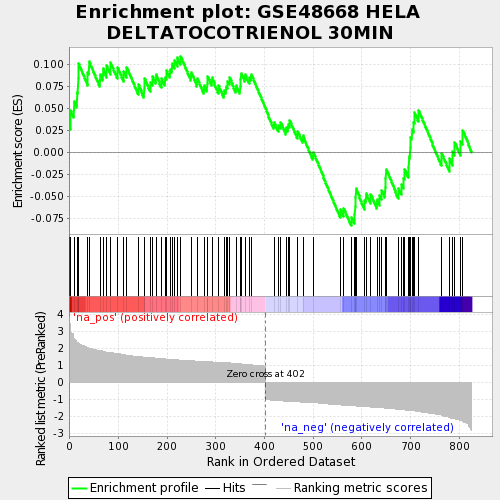 Enrichment plot: GSE48668 HELA
DELTATOCOTRIENOL 30MIN
Enrichment score (ES)
0.100
0.075
0.050
0.025
0.000
-0.025
-0.050
-0.075
'na_pos' (positively correlated)
Ranked list metric (PreRanked)
4
3
2
1
0
-1
-2
-3
Zero cross at 402
'na_neg' (negatively correlated)
0 100 200 300 400 500 600 700 800
Rank in Ordered Dataset
Enrichment profile Hits Ranking metric scores